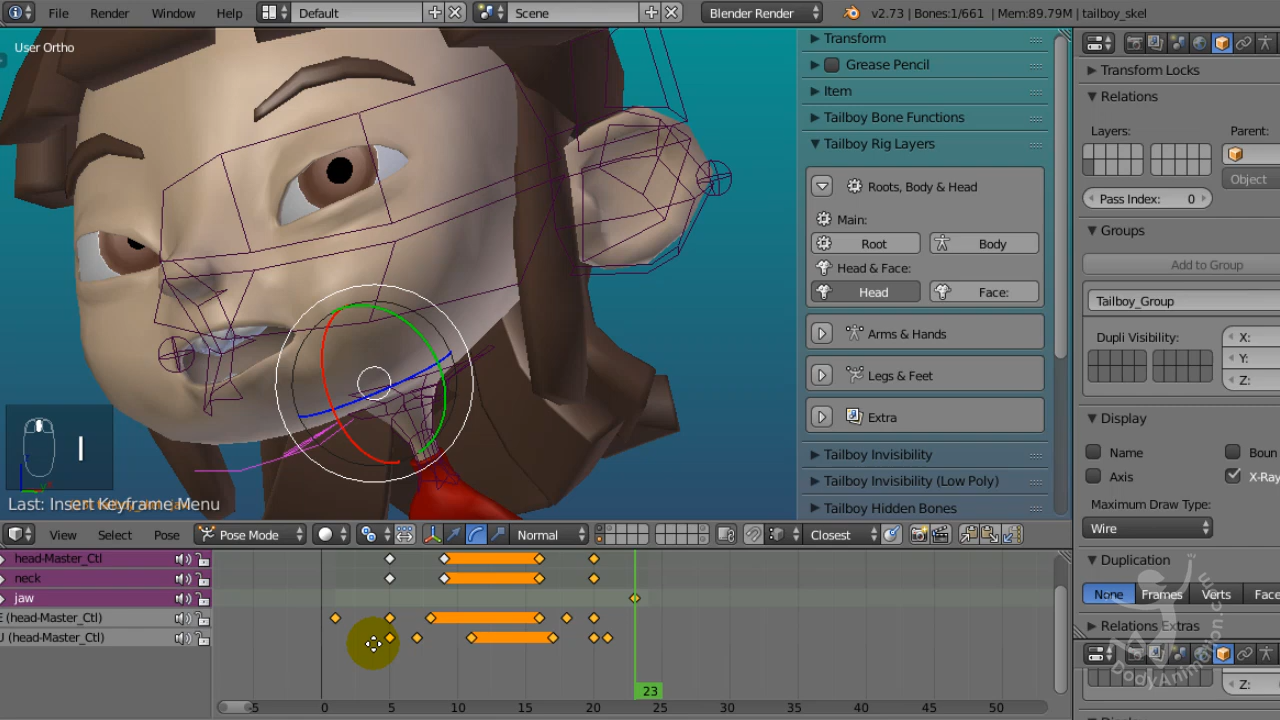 File Render Window Help
Default
Scene
Blender Render
v2.73 | Bones:1/661 | Mem:89.79M | tailboy_skel
User Ortho
Transform
Grease Pencil
Item
Tailboy Bone Functions
Tailboy Rig Layers
Roots, Body & Head
Main:
Root
Body
Head & Face:
Head
Face:
Arms & Hands
Legs & Feet
Extra
Tailboy Invisibility
Tailboy Invisibility (Low Poly)
Tailboy Hidden Bones
Transform Locks
Relations
Layers:
Parent:
Object
Pass Index: 0
Groups
Add to Group
Tailboy_Group
Dupli Visibility:
X:
Y:
Z:
Display
Name
Boun
Axis
X-Ray
Maximum Draw Type:
Wire
Duplication
None Frames Verts Face
Relations Extras
Z:
I
Last: Insert Keyframe Menu
View Select Pose
Pose Mode
Normal
Closest
head-Master_Ctl
neck
jaw
E (head-Master_Ctl)
U (head-Master_Ctl)
-5 0 5 10 15 20 25 30 35 40 45 50
23
DodyAnimation.com